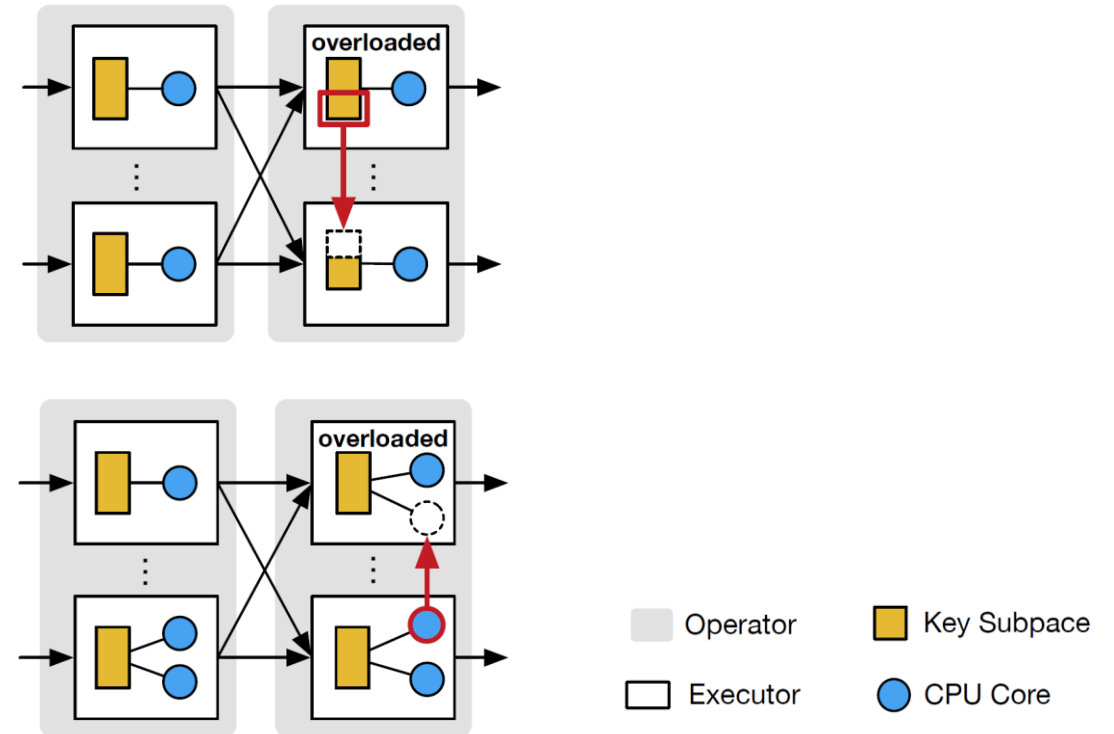 overloaded
overloaded
Operator
Key Subpace
Executor
CPU Core